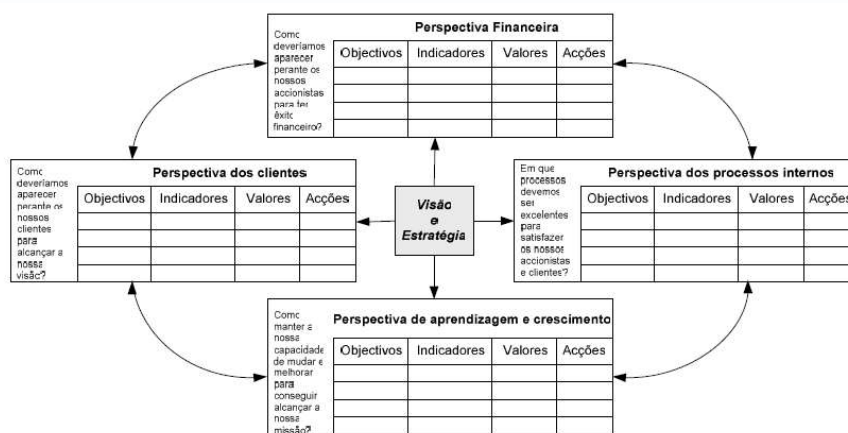 Como
deveríamos
aparecer
perante os
nossos
accionistas
para ter
êxito
financeiro?
Perspectiva Financeira
Objectivos Indicadores Valores Acções
Como
deveríamos
aparecer
perante os
nossos
clientes
para
alcançar a
nossa
visão?
Perspectiva dos clientes
Objectivos Indicadores Valores Acções
Visão
e
Estratégia
Em que
processos
devemos
ser
excelentes
para
satisfazer
os nossos
accionistas
e clientes?
Perspectiva dos processos internos
Objectivos Indicadores Valores Acções
Como
manter a
nossa
capacidade
de mudar e
melhorar
para
conseguir
alcançar a
nossa
missão?
Perspectiva de aprendizagem e crescimento
Objectivos Indicadores Valores Acções